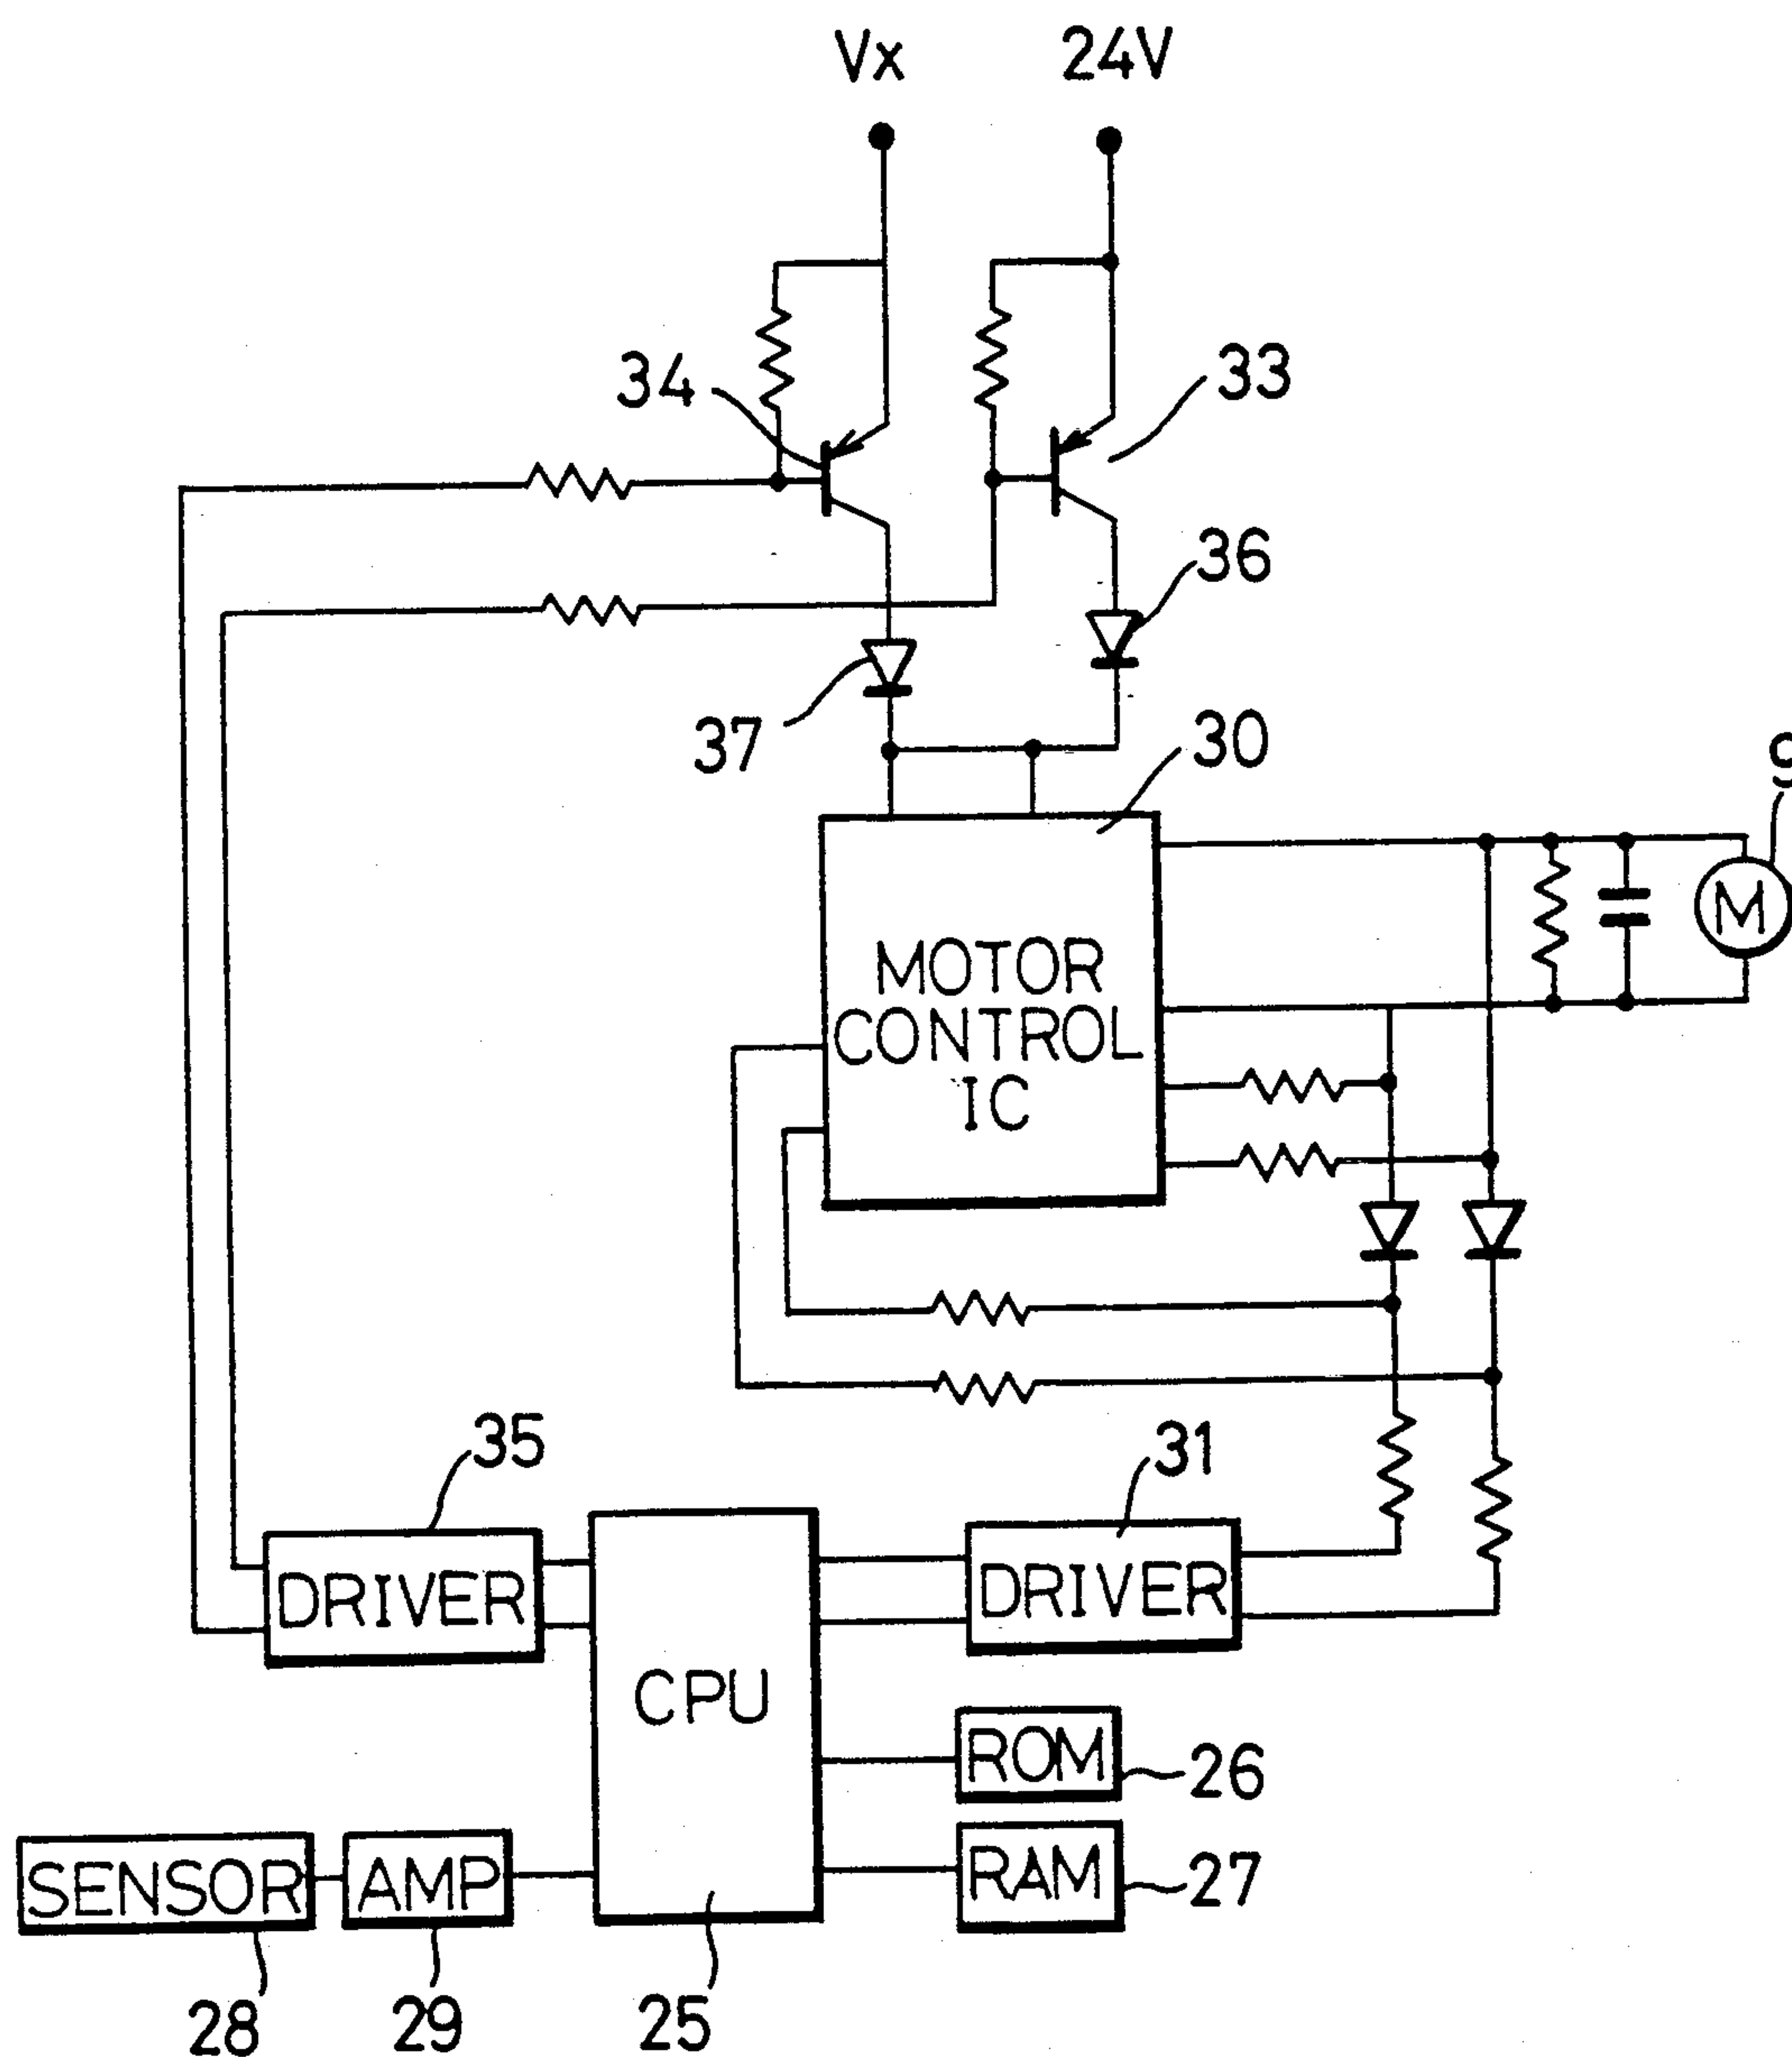 Vx
24V
34
33
36
37
30
9
MOTOR
CONTROL
IC
M
35
31
DRIVER
DRIVER
CPU
ROM
26
RAM
27
SENSOR
AMP
28
29
25